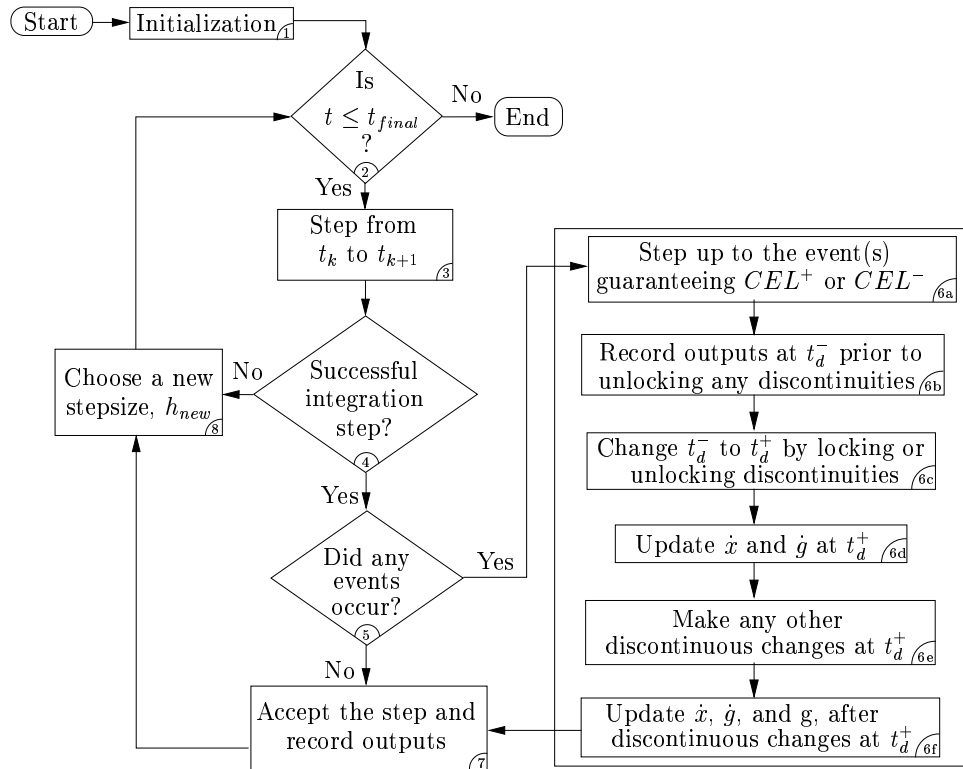 Start
Initialization
1
Is
t ≤ t_final
?
2
No
End
Yes
Step from
t_k to t_{k+1}
3
Successful
integration
step?
4
No
Choose a new
stepsize, h_new
8
Yes
Did any
events
occur?
5
Yes
No
Accept the step and
record outputs
7
Step up to the event(s)
guaranteeing CEL⁺ or CEL⁻
6a
Record outputs at t_d^- prior to
unlocking any discontinuities
6b
Change t_d^- to t_d^+ by locking or
unlocking discontinuities
6c
Update ẋ and ġ at t_d^+
6d
Make any other
discontinuous changes at t_d^+
6e
Update ẋ, ġ, and g, after
discontinuous changes at t_d^+
6f